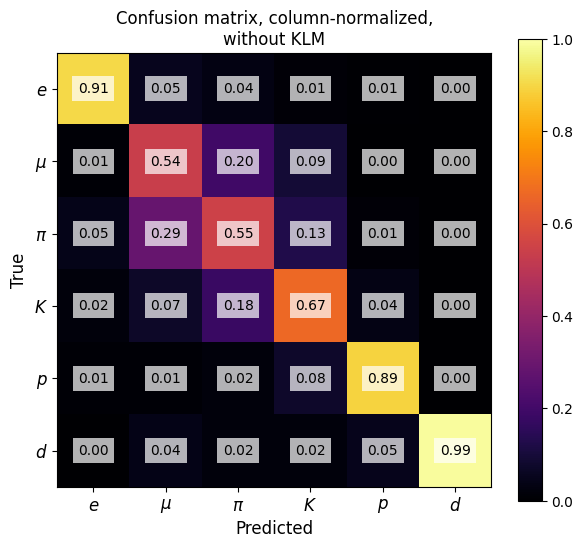 Confusion matrix, column-normalized,
without KLM
True
e 0.91 0.05 0.04 0.01 0.01 0.00
μ 0.01 0.54 0.20 0.09 0.00 0.00
π 0.05 0.29 0.55 0.13 0.01 0.00
K 0.02 0.07 0.18 0.67 0.04 0.00
p 0.01 0.01 0.02 0.08 0.89 0.00
d 0.00 0.04 0.02 0.02 0.05 0.99
e μ π K p d
Predicted
1.0
0.8
0.6
0.4
0.2
0.0